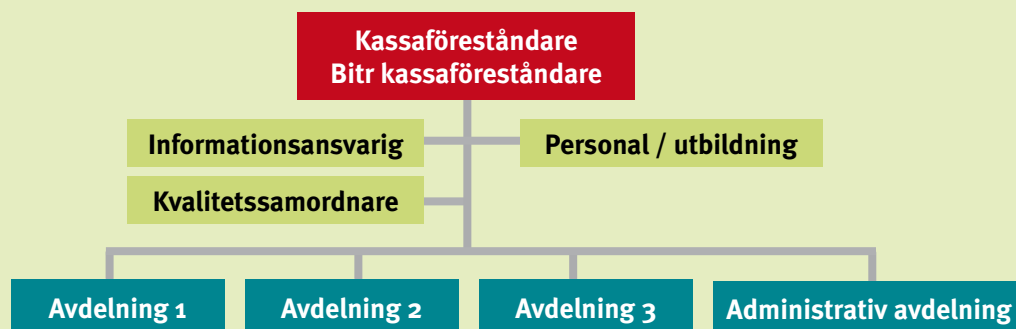 Kassaföreståndare
Bitr kassaföreståndare
Informationsansvarig
Personal / utbildning
Kvalitetssamordnare
Avdelning 1
Avdelning 2
Avdelning 3
Administrativ avdelning